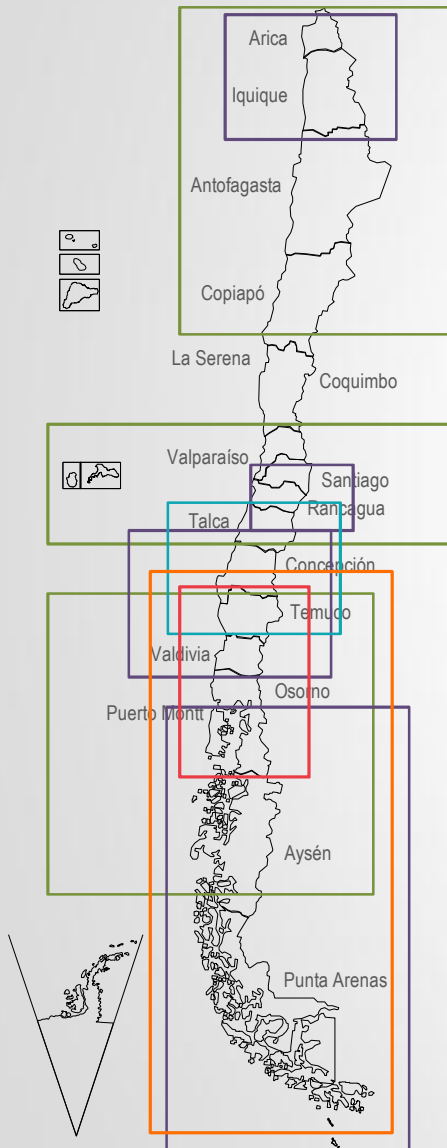 Arica
Iquique
Antofagasta
Copiapó
La Serena
Coquimbo
Valparaíso
Santiago
Rancagua
Talca
Concepción
Temuco
Valdivia
Osorno
Puerto Montt
Aysén
Punta Arenas